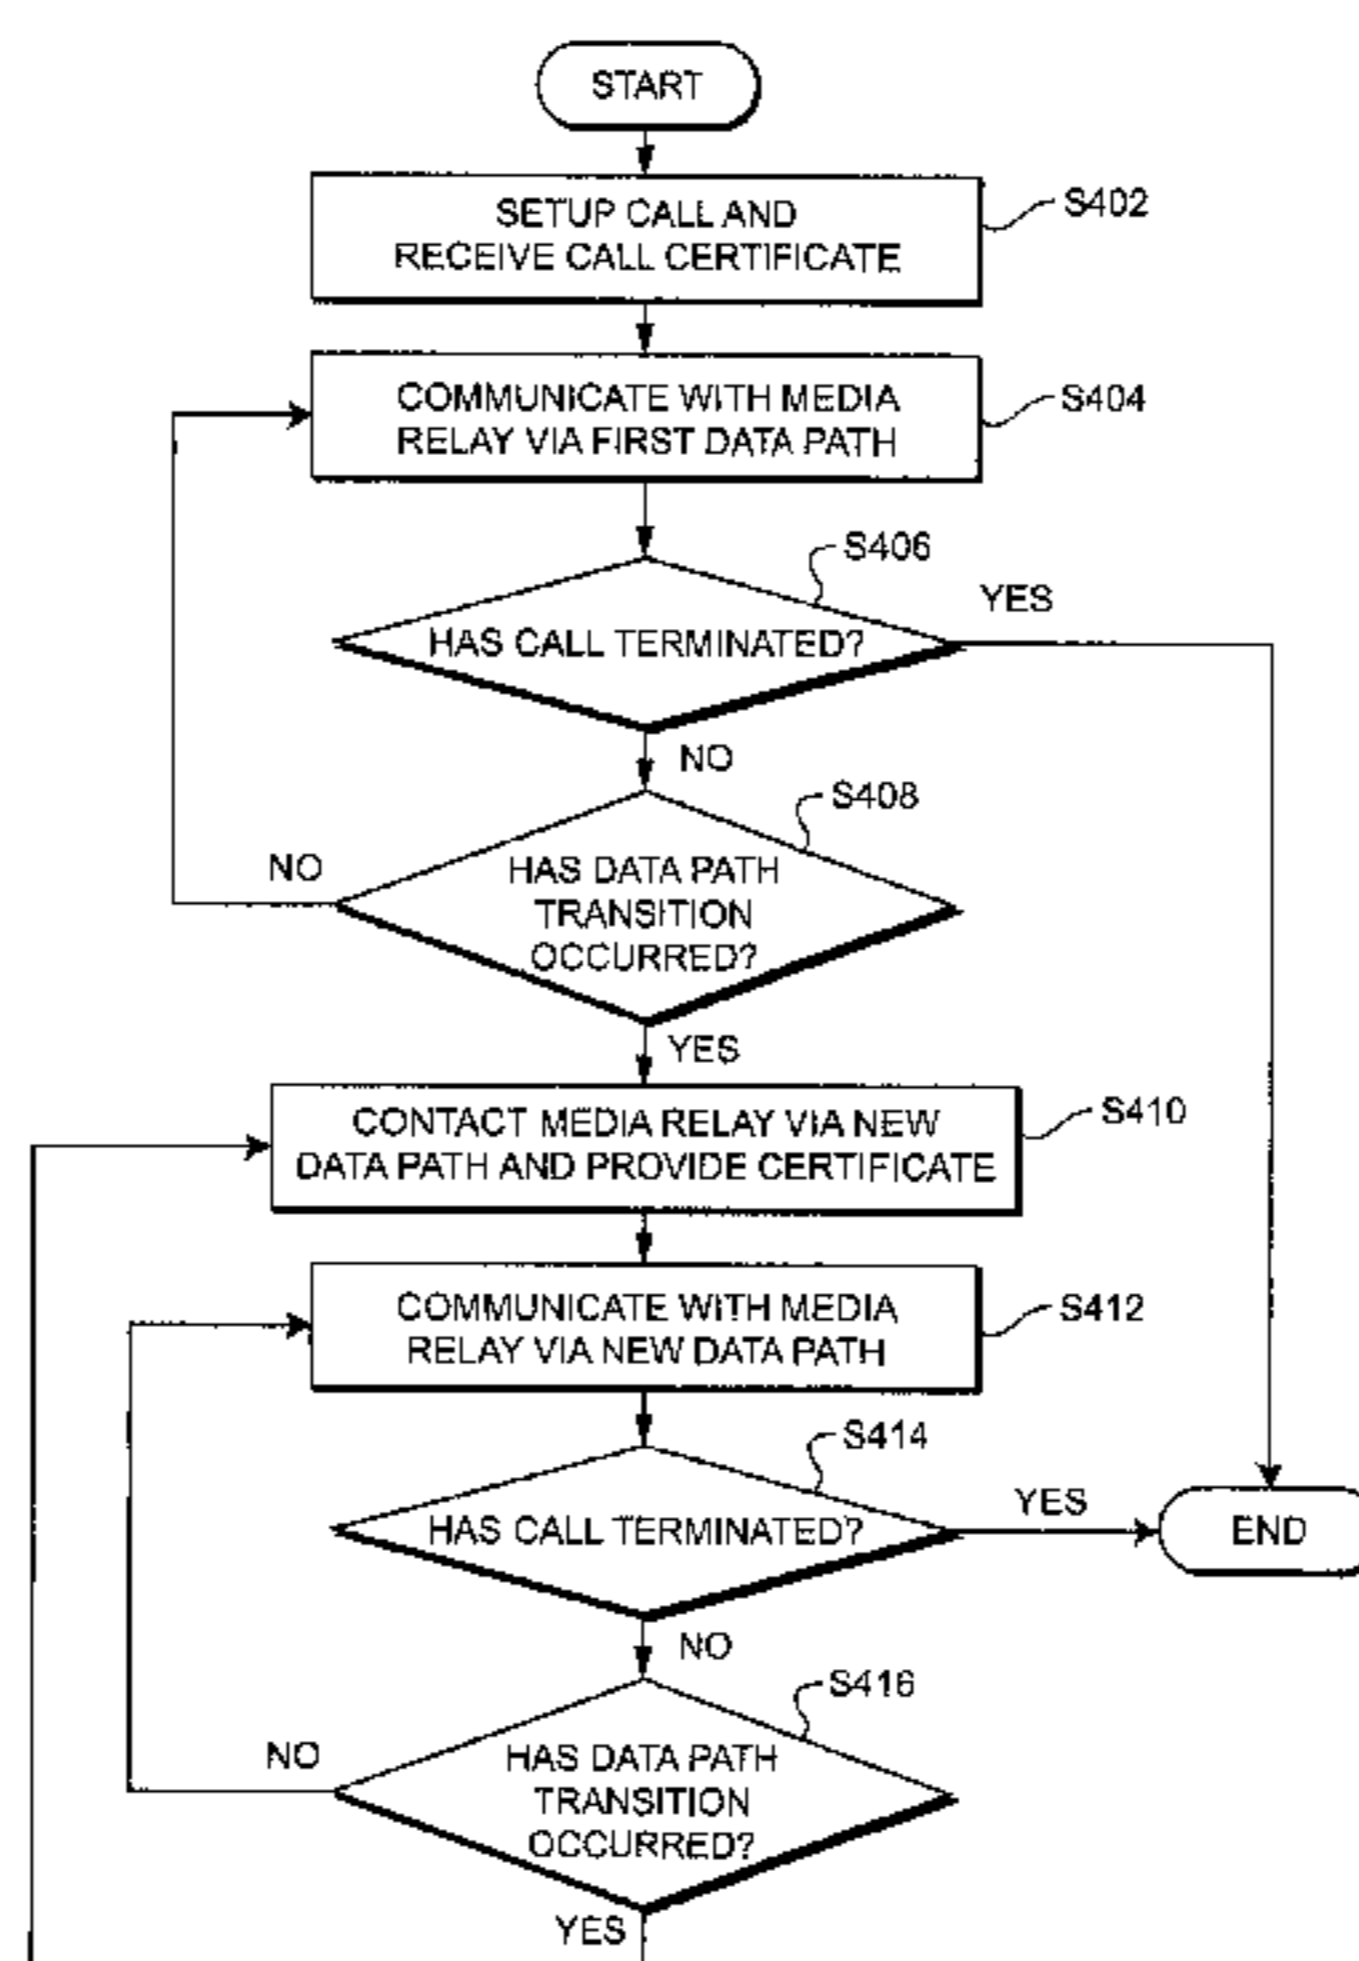 START
SETUP CALL AND
RECEIVE CALL CERTIFICATE
S402
COMMUNICATE WITH MEDIA
RELAY VIA FIRST DATA PATH
S404
S406
HAS CALL TERMINATED?
YES
NO
S408
HAS DATA PATH
TRANSITION
OCCURRED?
NO
YES
CONTACT MEDIA RELAY VIA NEW
DATA PATH AND PROVIDE CERTIFICATE
S410
COMMUNICATE WITH MEDIA
RELAY VIA NEW DATA PATH
S412
S414
HAS CALL TERMINATED?
YES
END
NO
S416
HAS DATA PATH
TRANSITION
OCCURRED?
NO
YES